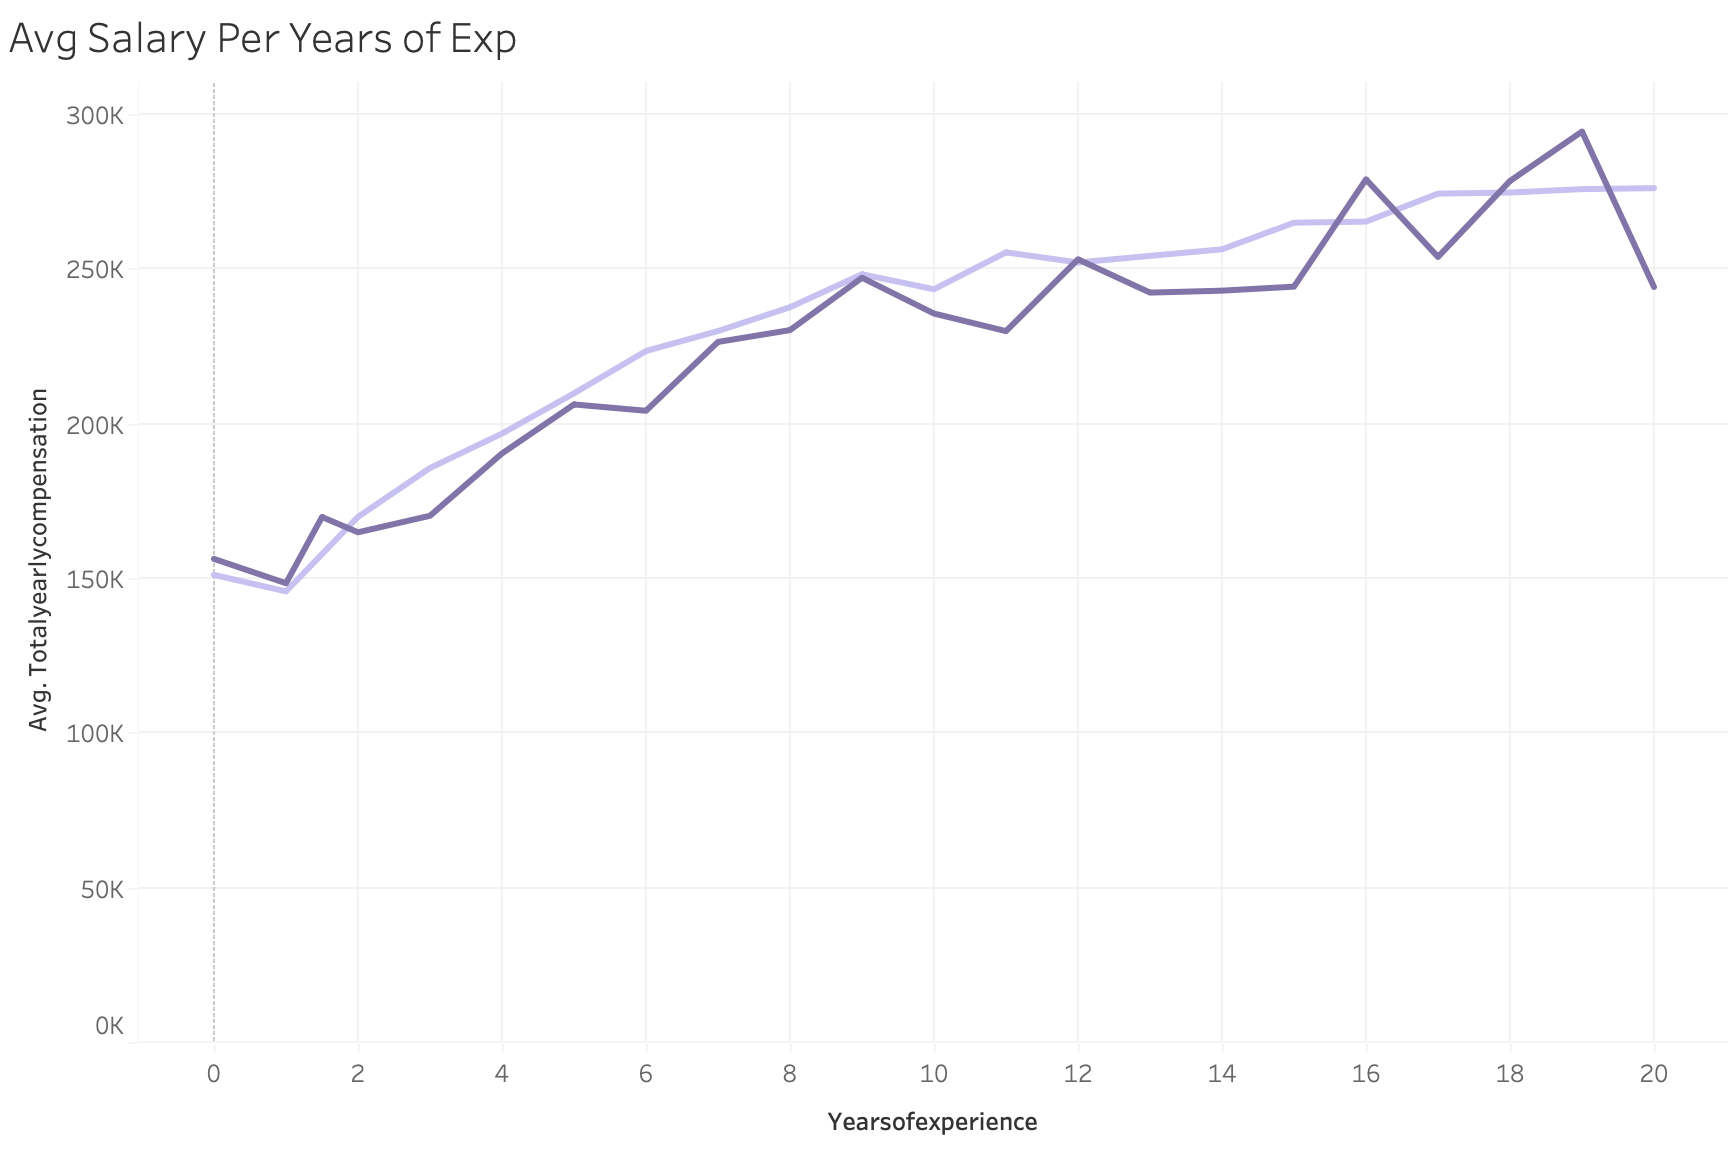 Avg Salary Per Years of Exp
300K
250K
200K
150K
100K
50K
0K
Avg. Totalyearlycompensation
0 2 4 6 8 10 12 14 16 18 20
Yearsofexperience